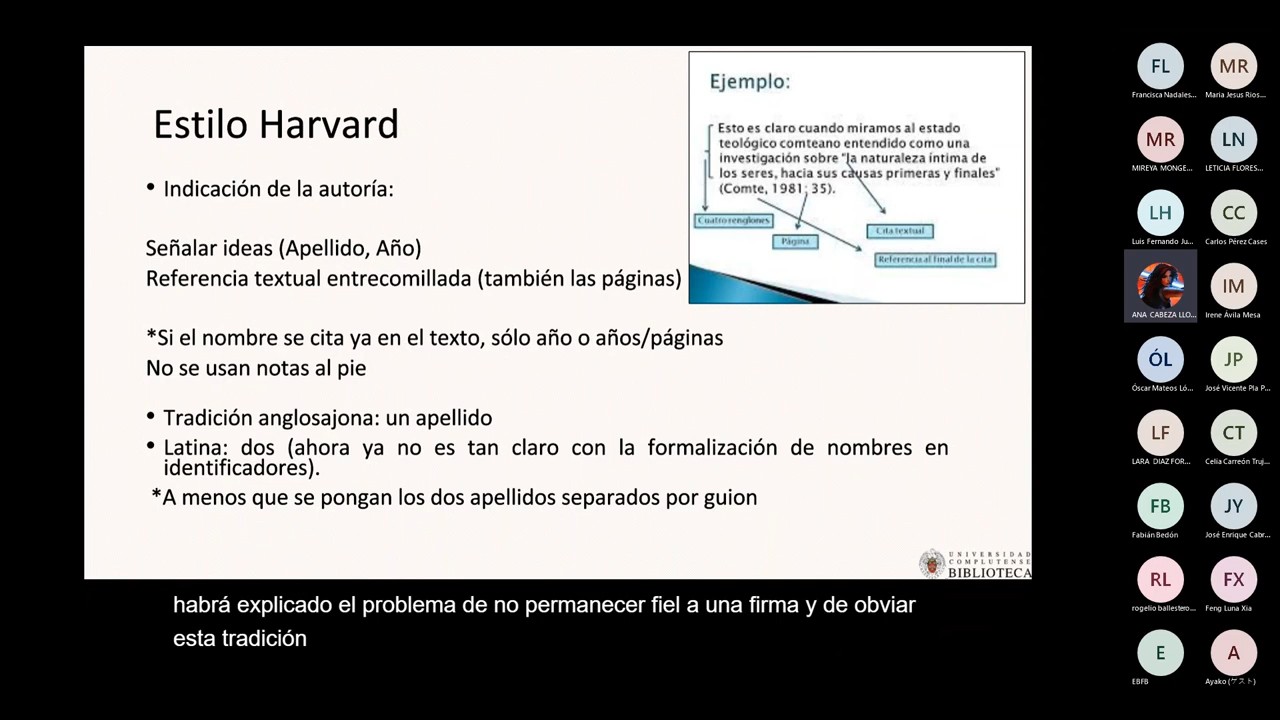 Estilo Harvard
• Indicación de la autoría:
Señalar ideas (Apellido, Año)
Referencia textual entrecomillada (también las páginas)
*Si el nombre se cita ya en el texto, sólo año o años/páginas
No se usan notas al pie
• Tradición anglosajona: un apellido
• Latina: dos (ahora ya no es tan claro con la formalización de nombres en
identificadores).
*A menos que se pongan los dos apellidos separados por guion
Ejemplo:
Esto es claro cuando miramos al estado
teológico comteano entendido como una
investigación sobre "la naturaleza íntima de
los seres, hacia sus causas primeras y finales"
(Comte, 1981; 35).
Cuatro renglones
Página
Cita textual
Referencia al final de la cita
UNIVERSIDAD
COMPLUTENSE
BIBLIOTECA
habrá explicado el problema de no permanecer fiel a una firma y de obviar
esta tradición
FL
Francisca Nadales...
MR
Maria Jesus Rios...
MR
MIREYA MONGE...
LN
LETICIA FLORES...
LH
Luis Fernando Ju...
CC
Carlos Pérez Cases
ANA CABEZA LLO...
IM
Irene Ávila Mesa
ÓL
Óscar Mateos Ló...
JP
José Vicente Pla P...
LF
LARA DIAZ FOR...
CT
Celia Carreón Truj...
FB
Fabián Bedón
JY
José Enrique Cabr...
RL
rogelio ballestero...
FX
Feng Luna Xia
E
EBFB
A
Ayako (ゲスト)